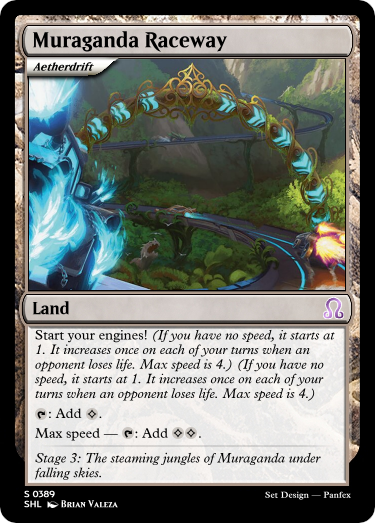 Muraganda Raceway
Aetherdrift
Land
Start your engines! (If you have no speed, it starts at
1. It increases once on each of your turns when an
opponent loses life. Max speed is 4.) (If you have no
speed, it starts at 1. It increases once on each of your
turns when an opponent loses life. Max speed is 4.)
: Add .
Max speed — : Add .
Stage 3: The steaming jungles of Muraganda under
falling skies.
S 0389
SHL Brian Valeza
Set Design — Panfex